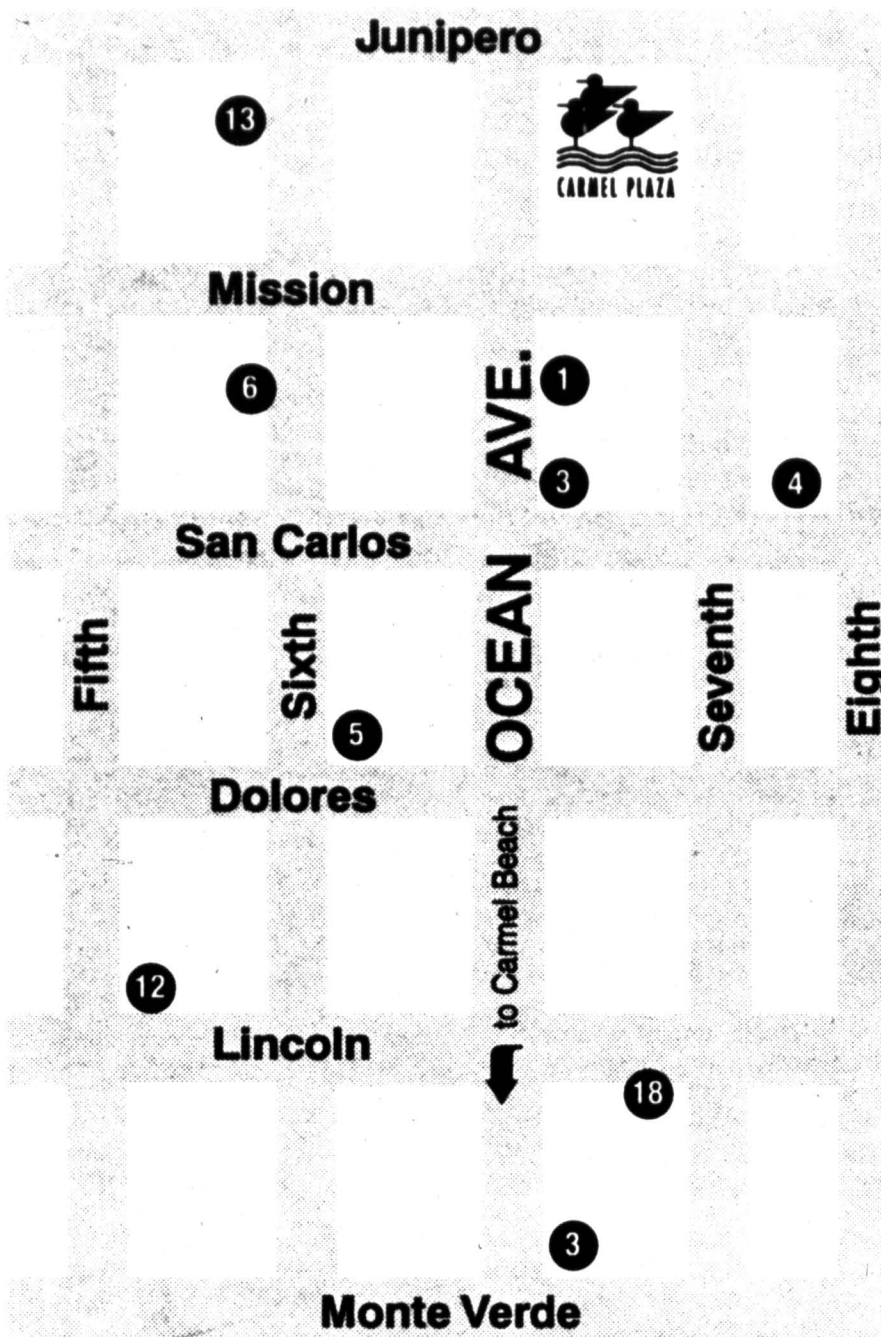 Junipero
13
CARMEL PLAZA
Mission
6
1
OCEAN AVE.
3
4
San Carlos
Fifth
Sixth
Seventh
Eighth
5
Dolores
to Carmel Beach
12
Lincoln
18
3
Monte Verde